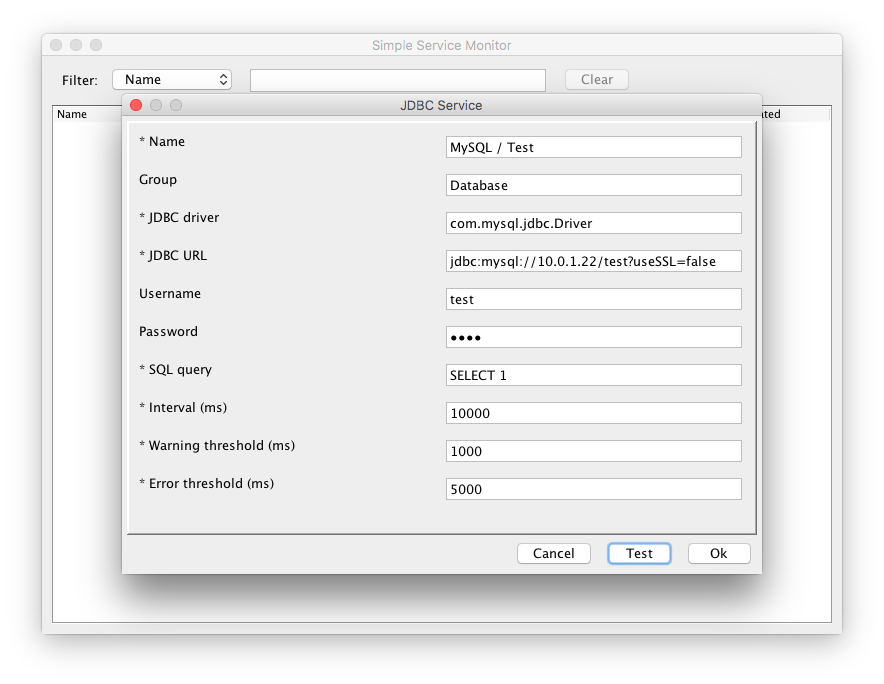 Simple Service Monitor
Filter: Name Clear
Name
JDBC Service
* Name MySQL / Test
Group Database
* JDBC driver com.mysql.jdbc.Driver
* JDBC URL jdbc:mysql://10.0.1.22/test?useSSL=false
Username test
Password ••••
* SQL query SELECT 1
* Interval (ms) 10000
* Warning threshold (ms) 1000
* Error threshold (ms) 5000
Cancel Test Ok